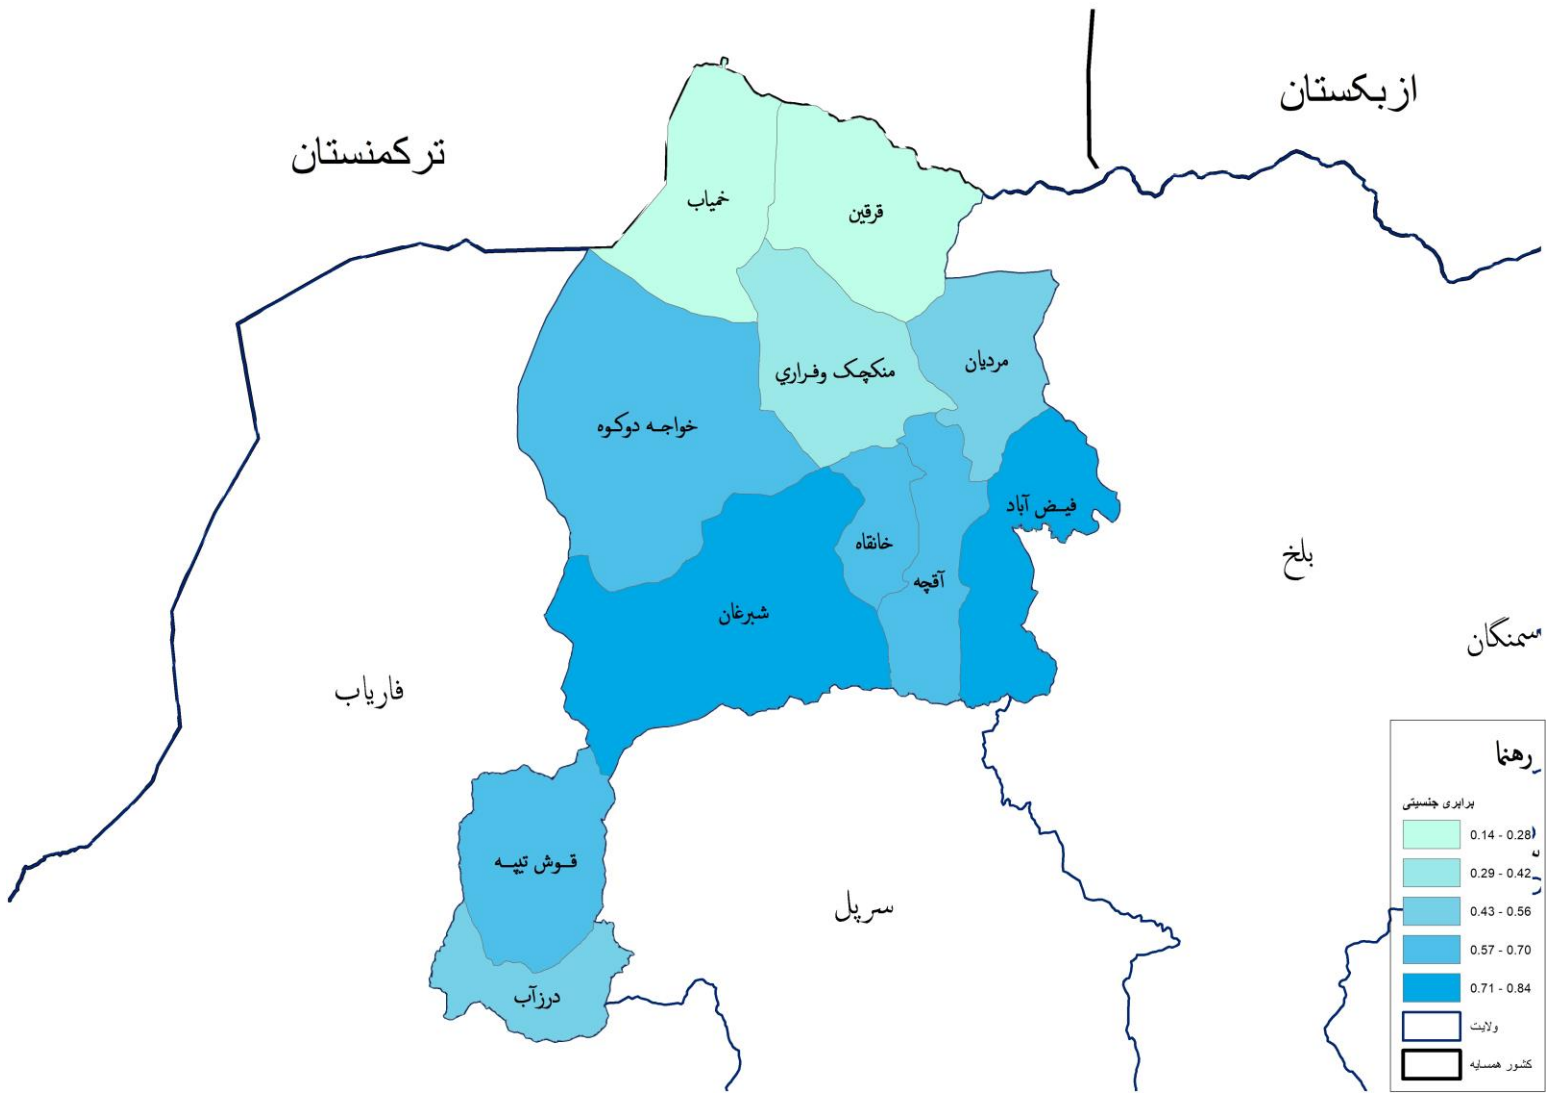 ازبکستان
ترکمنستان
خمیاب
قرقین
مردیان
منکچک وفراري
خواجه دوکوه
فیض آباد
خانقاه
آقچه
بلخ
شبرغان
سمنگان
فاریاب
قوش تیپه
سرپل
درزآب
رهنما
برابری جنسیتی
0.14 - 0.28
0.29 - 0.42
0.43 - 0.56
0.57 - 0.70
0.71 - 0.84
ولایت
کشور همسایه